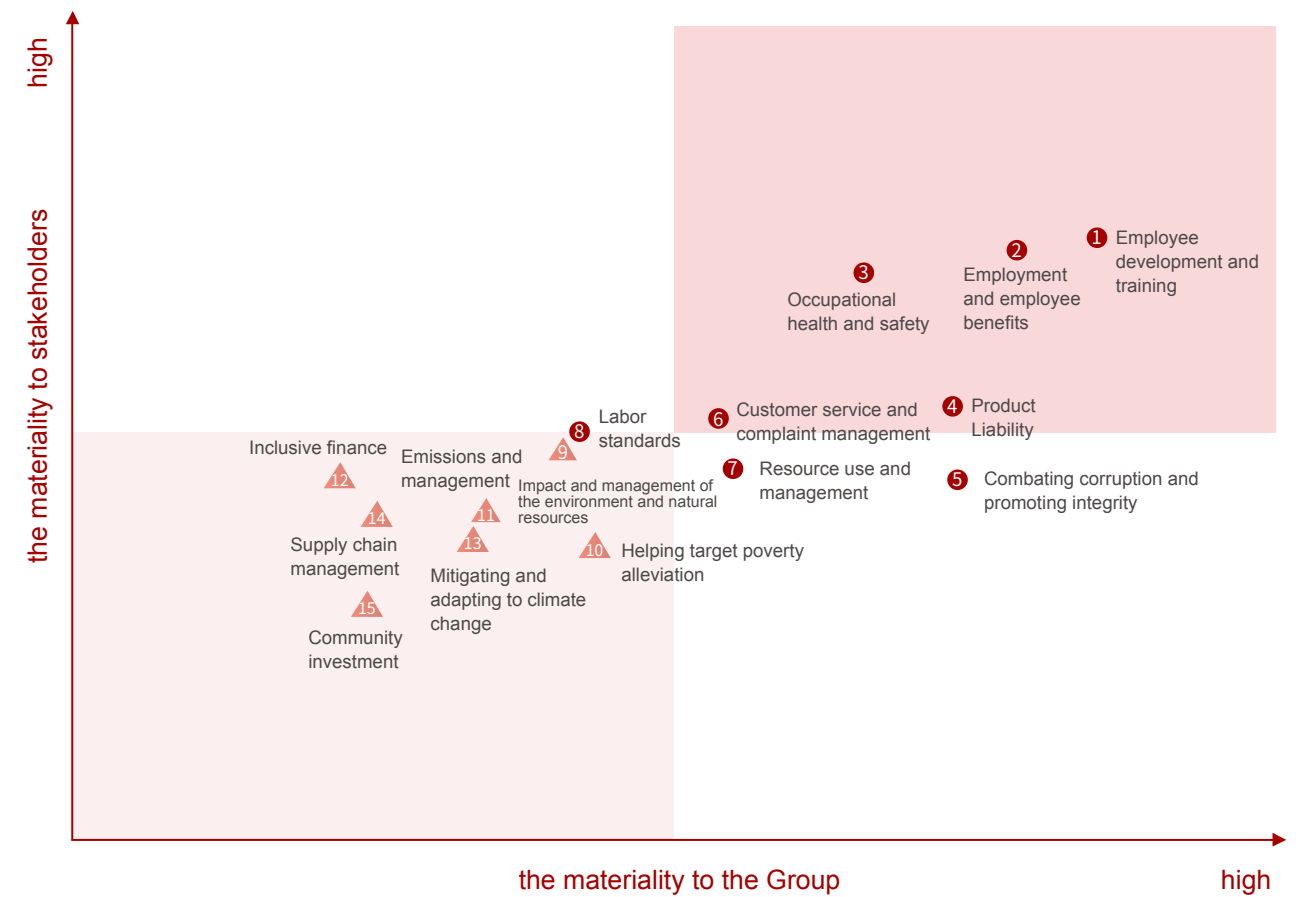 high
the materiality to stakeholders
1
Employee
development and
training
2
Employment
and employee
benefits
3
Occupational
health and safety
4
Product
Liability
6
Customer service and
complaint management
8
Labor
standards
9
7
Resource use and
management
5
Combating corruption and
promoting integrity
Inclusive finance
12
Emissions and
management
11
Impact and management of
the environment and natural
resources
14
Supply chain
management
13
Mitigating and
adapting to climate
change
10
Helping target poverty
alleviation
15
Community
investment
the materiality to the Group
high